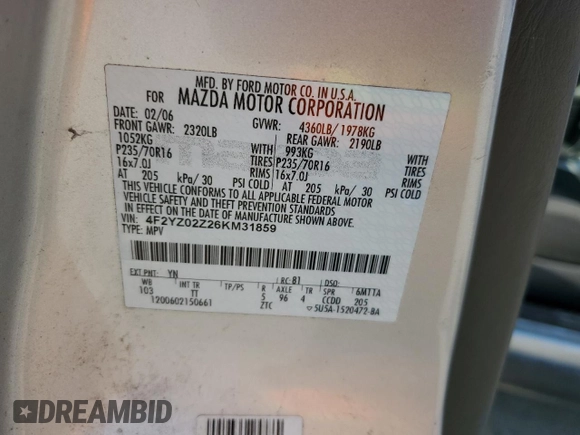 MFD. BY FORD MOTOR CO. IN U.S.A.
FOR MAZDA MOTOR CORPORATION
DATE: 02/06 GVWR: 4360LB/ 1978KG
FRONT GAWR: 2320LB REAR GAWR: 2190LB
1052KG WITH 993KG WITH
P235/70R16 TIRES P235/70R16 TIRES
16x7.0J RIMS 16x7.0J RIMS
AT 205 kPa/ 30 PSI COLD AT 205 kPa/ 30 PSI COLD
THIS VEHICLE CONFORMS TO ALL APPLICABLE FEDERAL MOTOR
VEHICLE SAFETY AND THEFT PREVENTION STANDARDS
IN EFFECT ON THE DATE OF MANUFACTURE SHOWN ABOVE.
VIN: 4F2YZ02Z26KM31859
TYPE: MPV
EXT PNT: YN RC: 81 DSO:
WB INT TR TP/PS R AXLE TR SPR 6MTTA
103 TT 5 96 4 CCDD 205
1200602150661 ZTC 5U5A-1520472-BA
DREAMBID